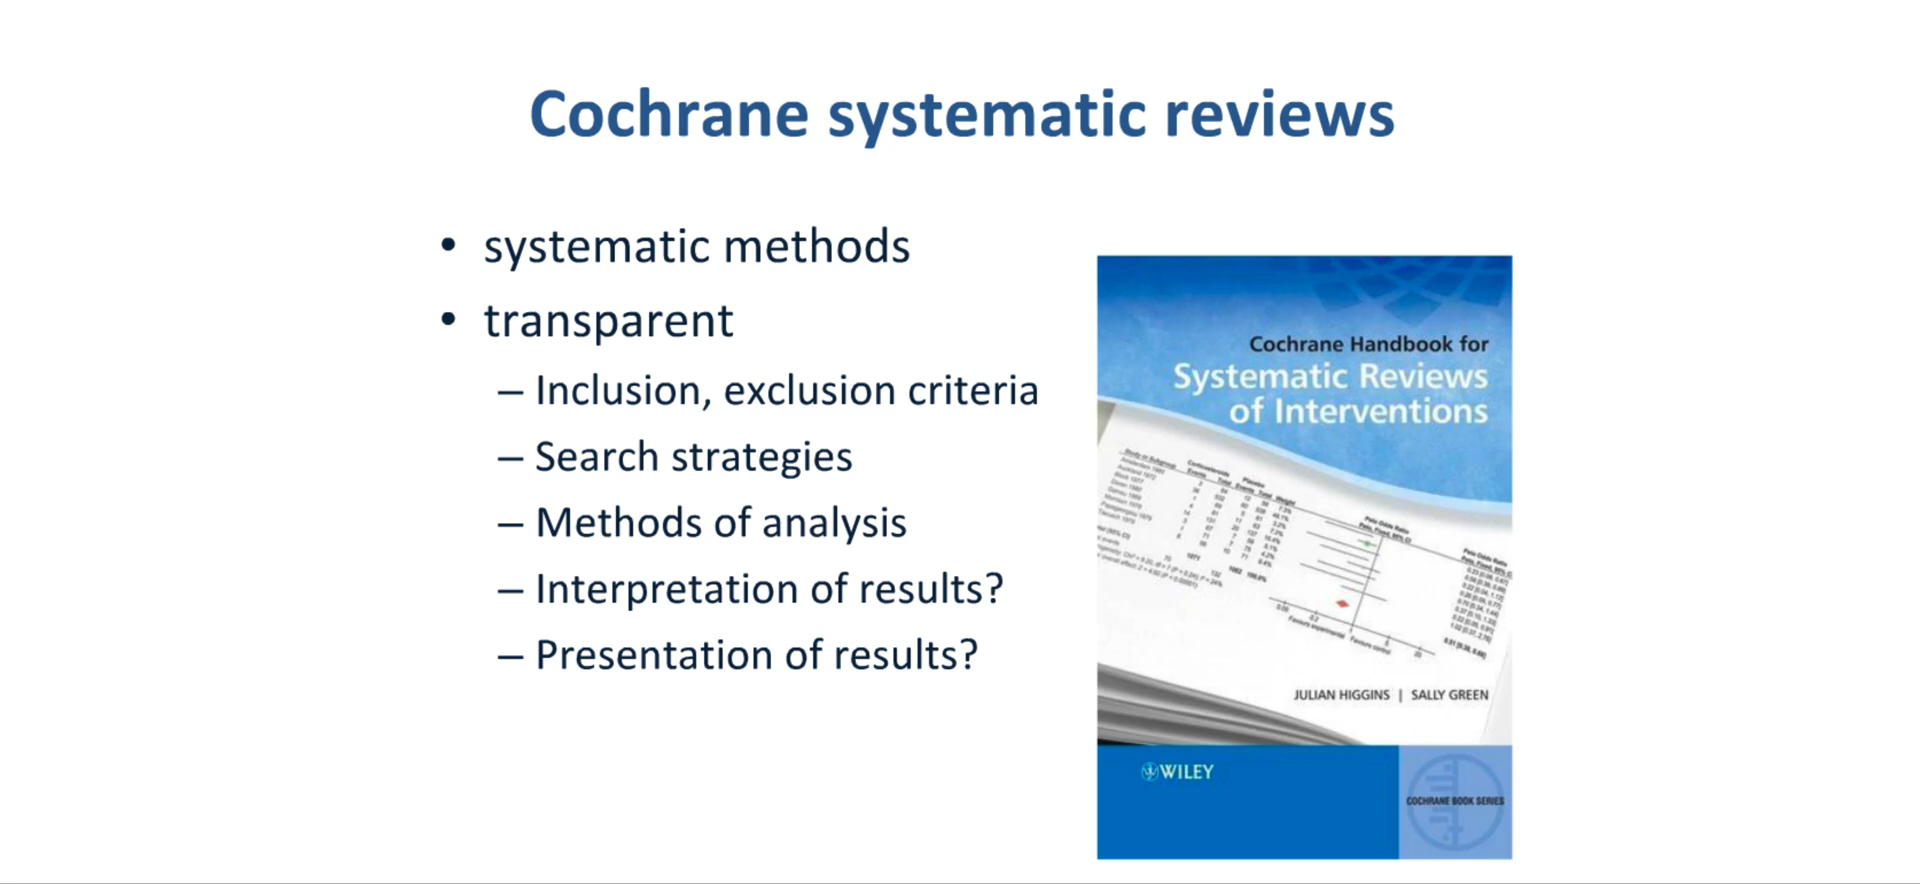 Cochrane systematic reviews
• systematic methods
• transparent
– Inclusion, exclusion criteria
– Search strategies
– Methods of analysis
– Interpretation of results?
– Presentation of results?
Cochrane Handbook for
Systematic Reviews
of Interventions
JULIAN HIGGINS | SALLY GREEN
WILEY
COCHRANE BOOK SERIES